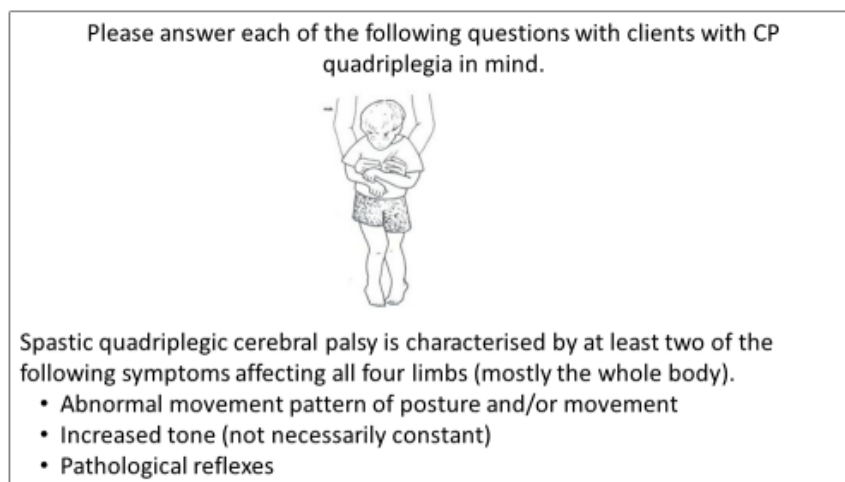 Please answer each of the following questions with clients with CP
quadriplegia in mind.
Spastic quadriplegic cerebral palsy is characterised by at least two of the
following symptoms affecting all four limbs (mostly the whole body).
• Abnormal movement pattern of posture and/or movement
• Increased tone (not necessarily constant)
• Pathological reflexes